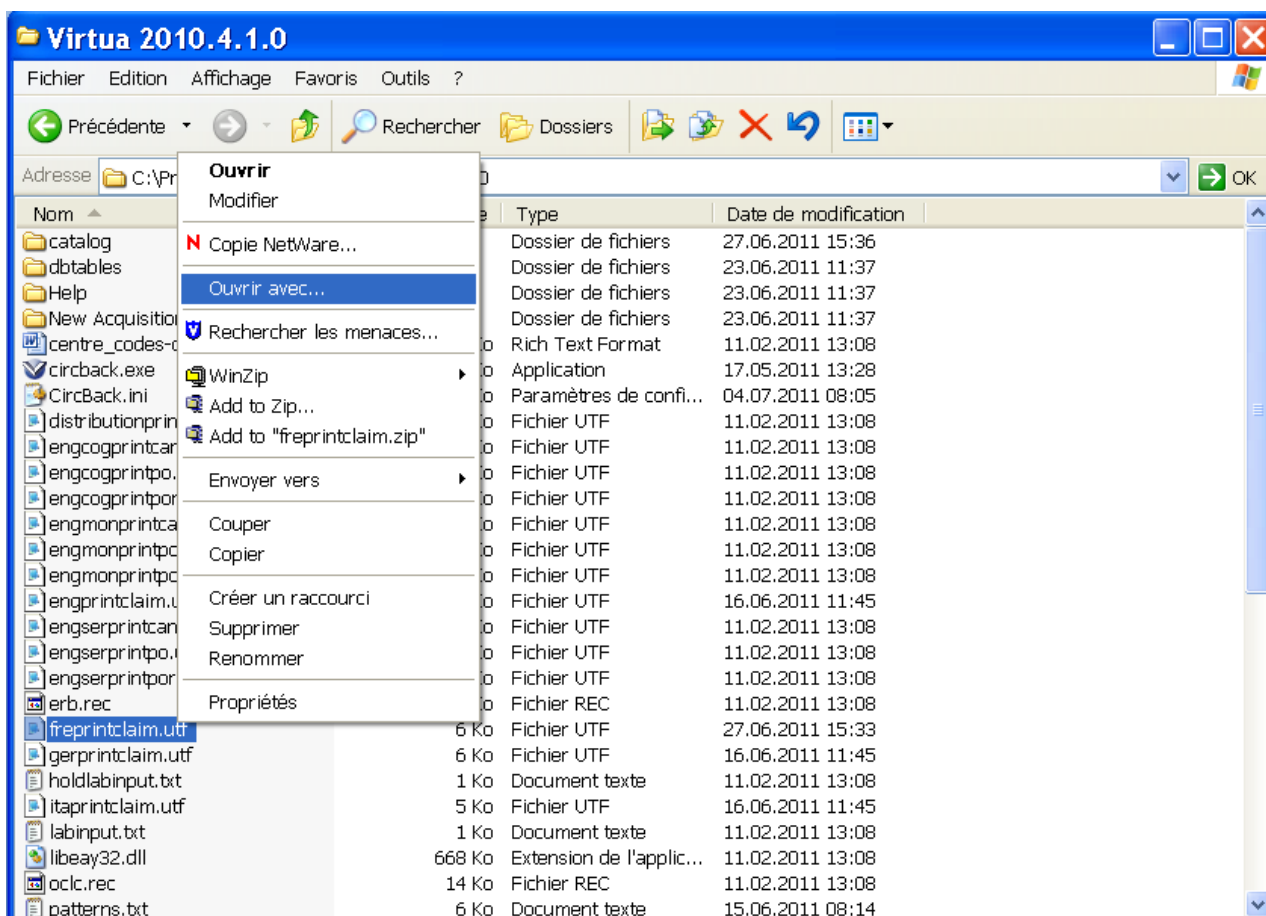 Virtua 2010.4.1.0
Fichier Edition Affichage Favoris Outils ?
Précédente Rechercher Dossiers
Adresse C:\Pr 0 OK
Nom Type Date de modification
Ouvrir
Modifier
Copie NetWare...
Ouvrir avec...
Rechercher les menaces...
WinZip
Add to Zip...
Add to "freprintclaim.zip"
Envoyer vers
Couper
Copier
Créer un raccourci
Supprimer
Renommer
Propriétés
catalog Dossier de fichiers 27.06.2011 15:36
dbtables Dossier de fichiers 23.06.2011 11:37
Help Dossier de fichiers 23.06.2011 11:37
New Acquisitio Dossier de fichiers 23.06.2011 11:37
centre_codes- Rich Text Format 11.02.2011 13:08
circback.exe Application 17.05.2011 13:28
CircBack.ini Paramètres de confi... 04.07.2011 08:05
distributionprin Fichier UTF 11.02.2011 13:08
engcogprintcan Fichier UTF 11.02.2011 13:08
engcogprintpo. Fichier UTF 11.02.2011 13:08
engcogprintpor Fichier UTF 11.02.2011 13:08
engmonprintca Fichier UTF 11.02.2011 13:08
engmonprintpo Fichier UTF 11.02.2011 13:08
engmonprintpo Fichier UTF 11.02.2011 13:08
engprintclaim.u Fichier UTF 16.06.2011 11:45
engserprintcan Fichier UTF 11.02.2011 13:08
engserprintpo.u Fichier UTF 11.02.2011 13:08
engserprintpor Fichier UTF 11.02.2011 13:08
erb.rec Fichier REC 11.02.2011 13:08
freprintclaim.utf 6 Ko Fichier UTF 27.06.2011 15:33
gerprintclaim.utf 6 Ko Fichier UTF 16.06.2011 11:45
holdlabinput.txt 1 Ko Document texte 11.02.2011 13:08
itaprintclaim.utf 5 Ko Fichier UTF 16.06.2011 11:45
labinput.txt 1 Ko Document texte 11.02.2011 13:08
libeay32.dll 668 Ko Extension de l'applic... 11.02.2011 13:08
oclc.rec 14 Ko Fichier REC 11.02.2011 13:08
patterns.txt 6 Ko Document texte 15.06.2011 08:14